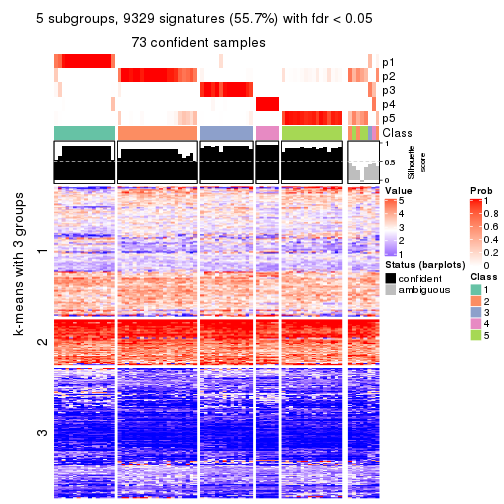 5 subgroups, 9329 signatures (55.7%) with fdr < 0.05
73 confident samples
p1
p2
p3
p4
p5
Class
1
0.5
0
Silhouette
score
k-means with 3 groups
1
2
3
Value
5
4
3
2
1
Status (barplots)
confident
ambiguous
Prob
1
0.8
0.6
0.4
0.2
0
Class
1
2
3
4
5